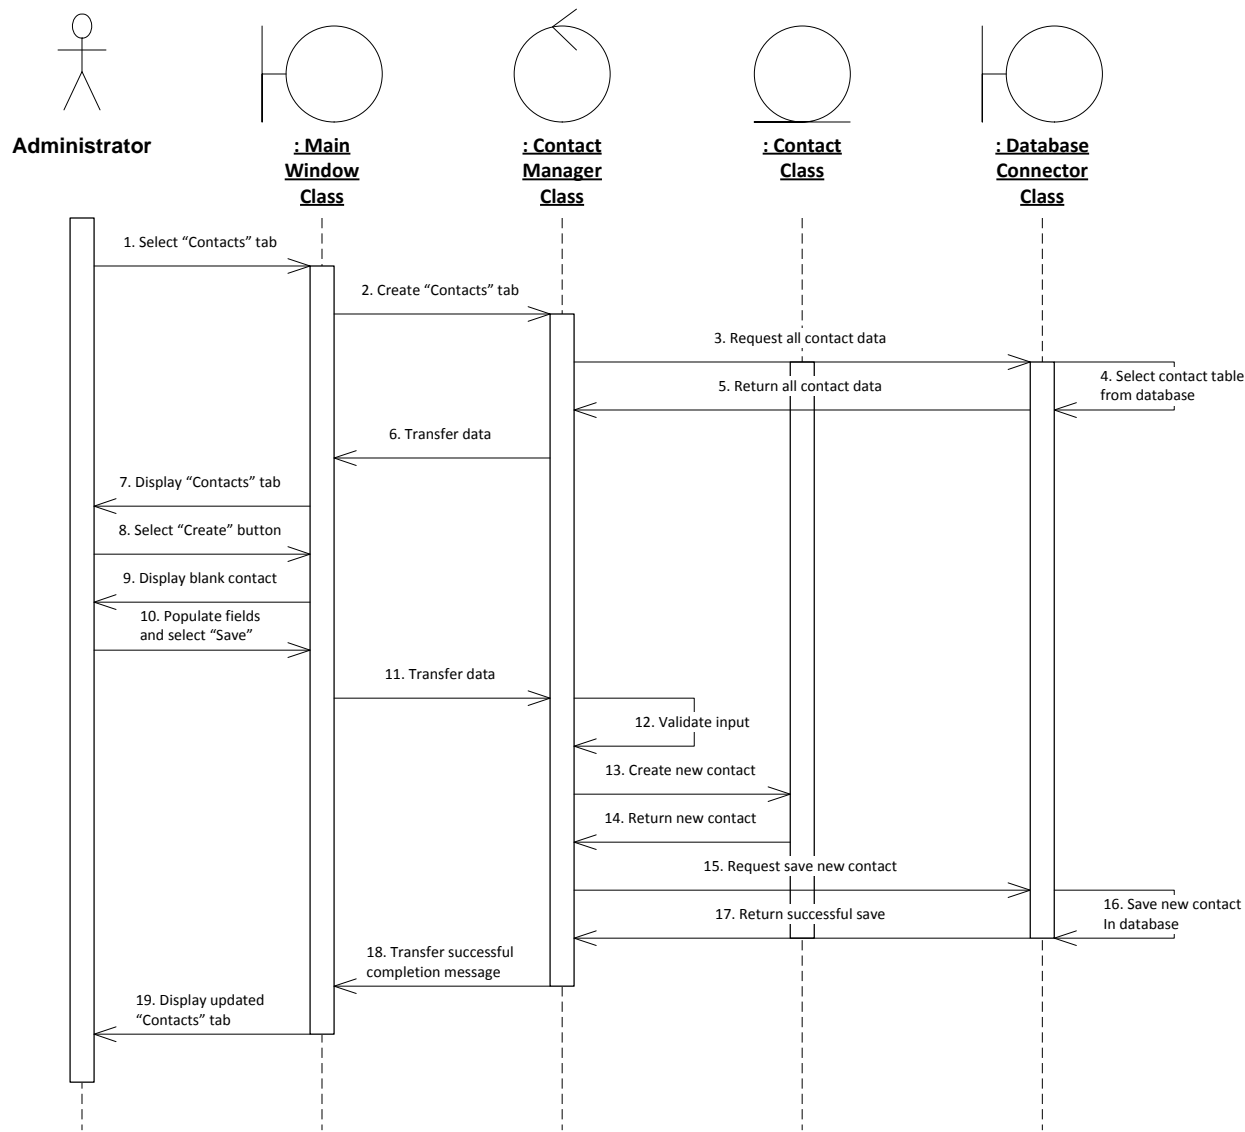 Administrator
: Main
Window
Class
: Contact
Manager
Class
: Contact
Class
: Database
Connector
Class
1. Select “Contacts” tab
2. Create “Contacts” tab
3. Request all contact data
4. Select contact table
from database
5. Return all contact data
6. Transfer data
7. Display “Contacts” tab
8. Select “Create” button
9. Display blank contact
10. Populate fields
and select “Save”
11. Transfer data
12. Validate input
13. Create new contact
14. Return new contact
15. Request save new contact
16. Save new contact
In database
17. Return successful save
18. Transfer successful
completion message
19. Display updated
“Contacts” tab